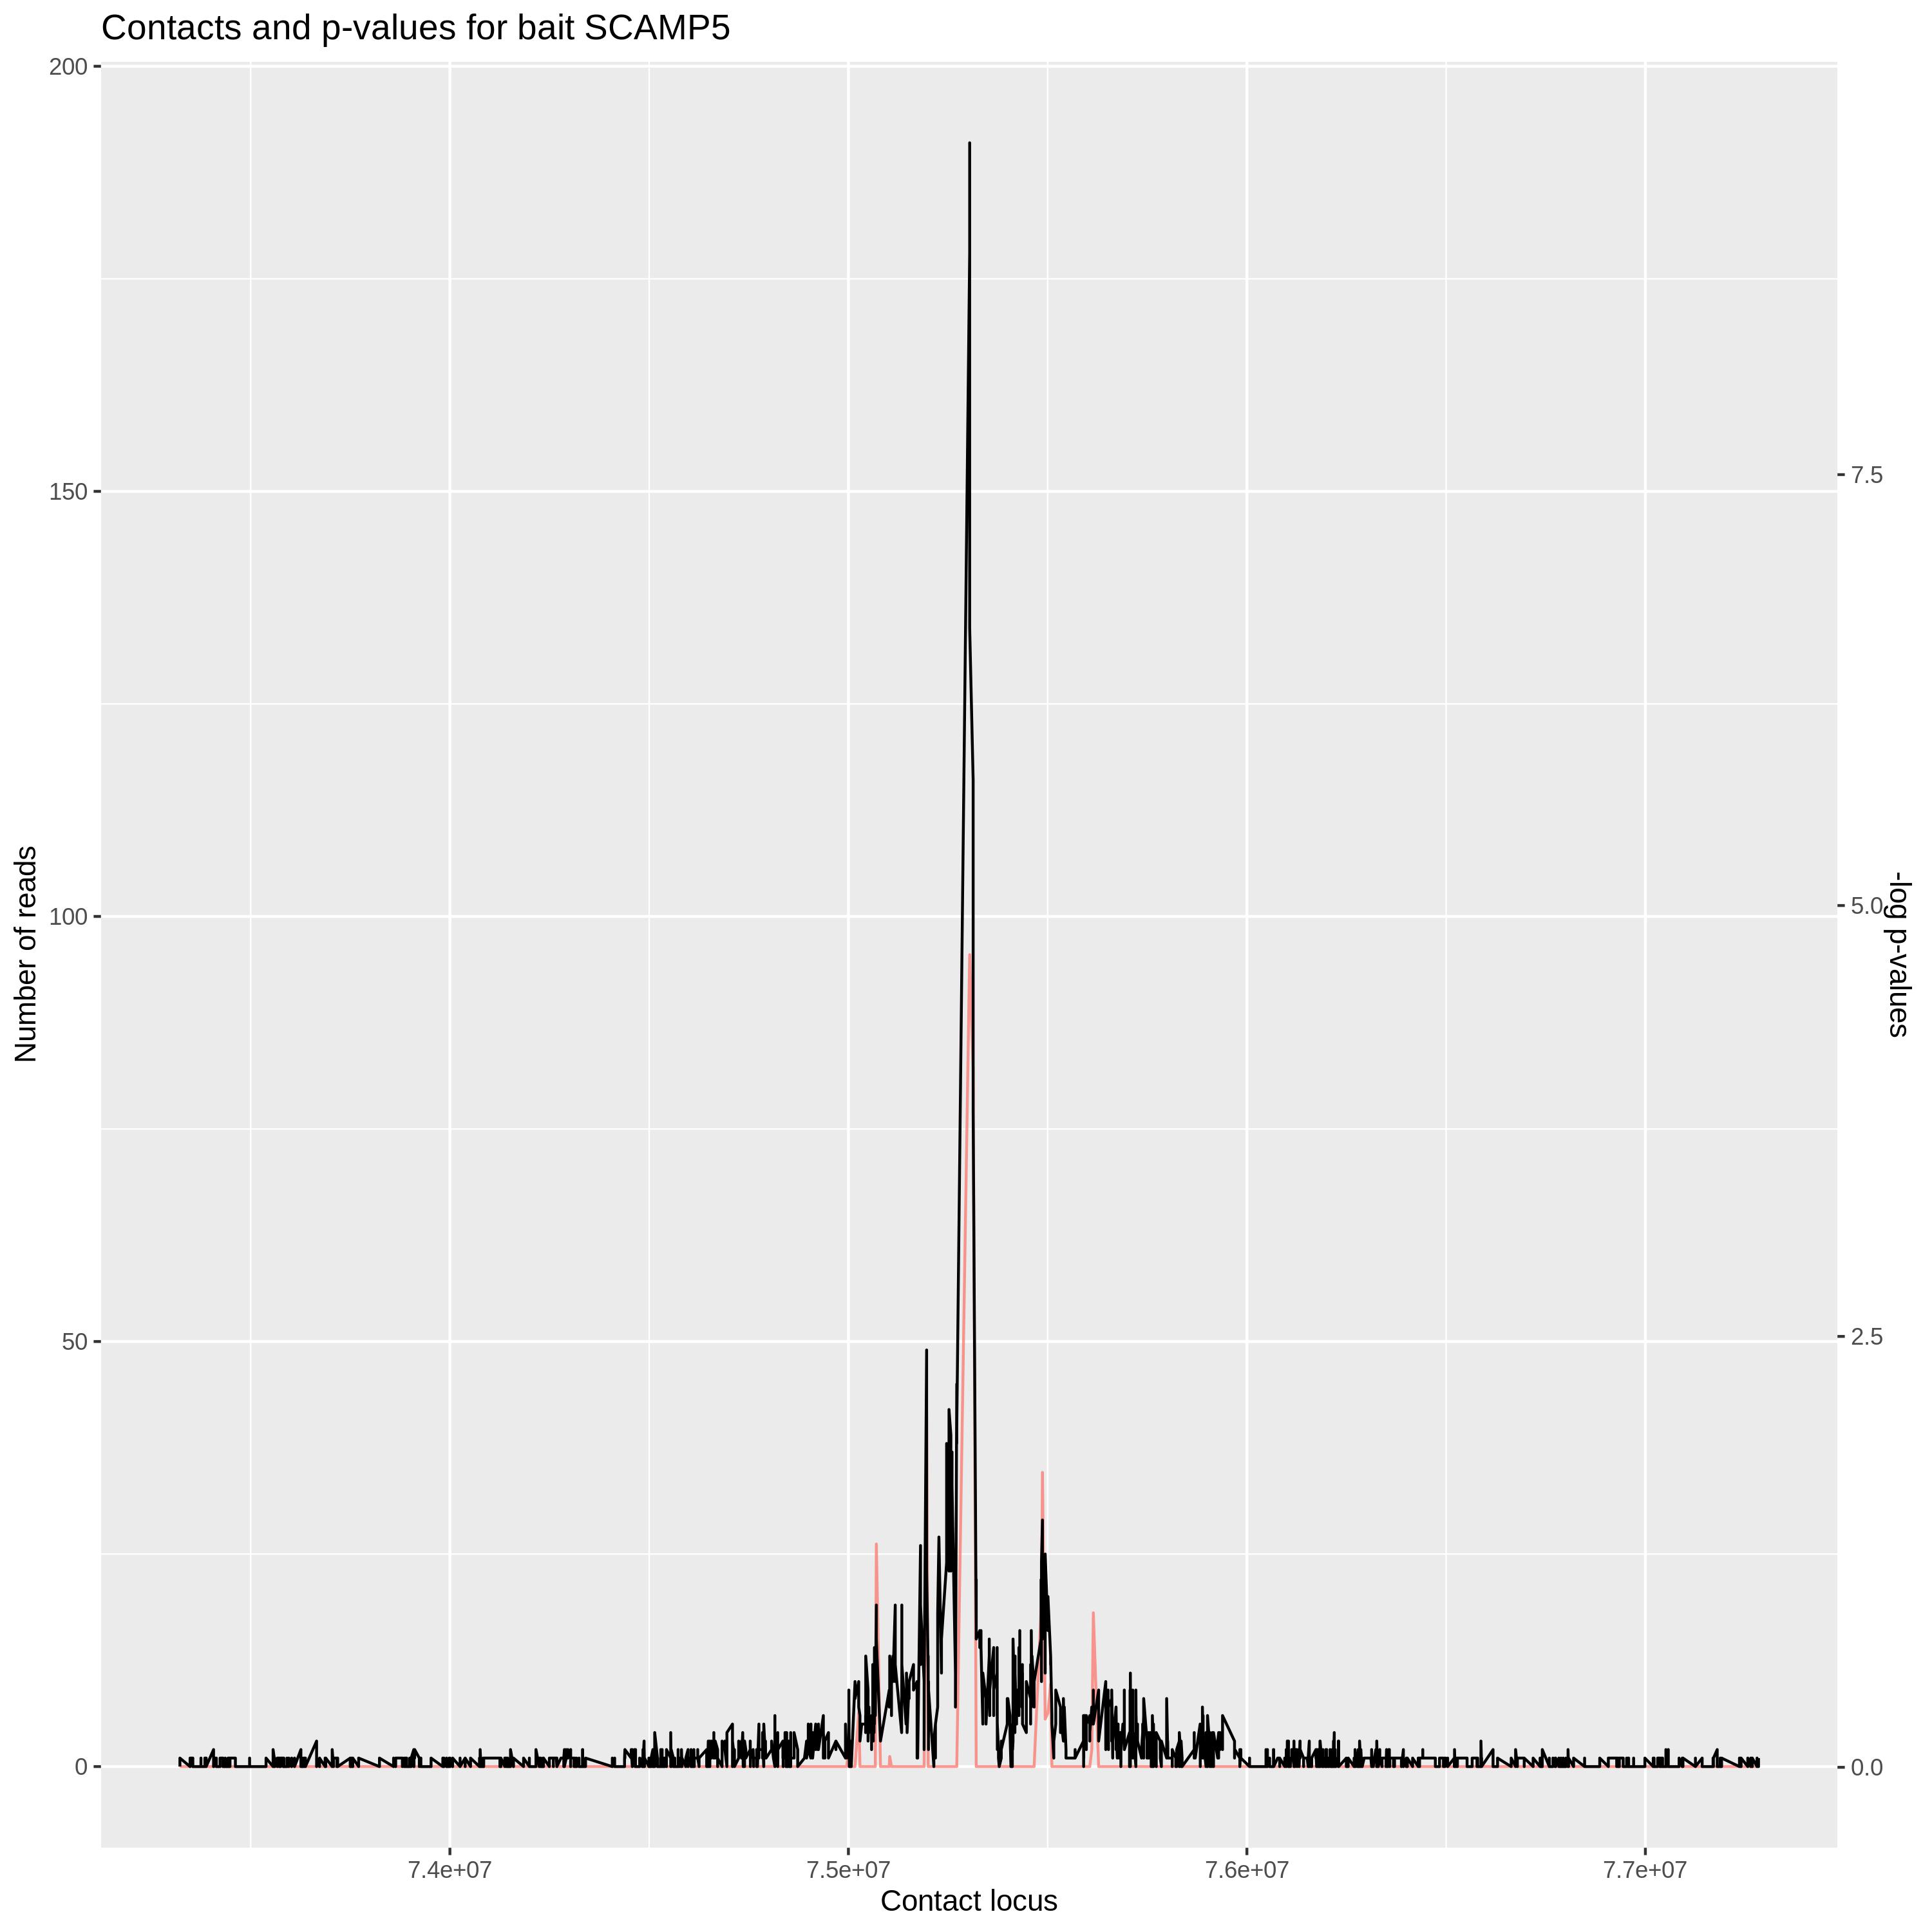 Contacts and p-values for bait SCAMP5
200
150
100
50
0
Number of reads
7.5
5.0
2.5
0.0
-log p-values
7.4e+07
7.5e+07
7.6e+07
7.7e+07
Contact locus